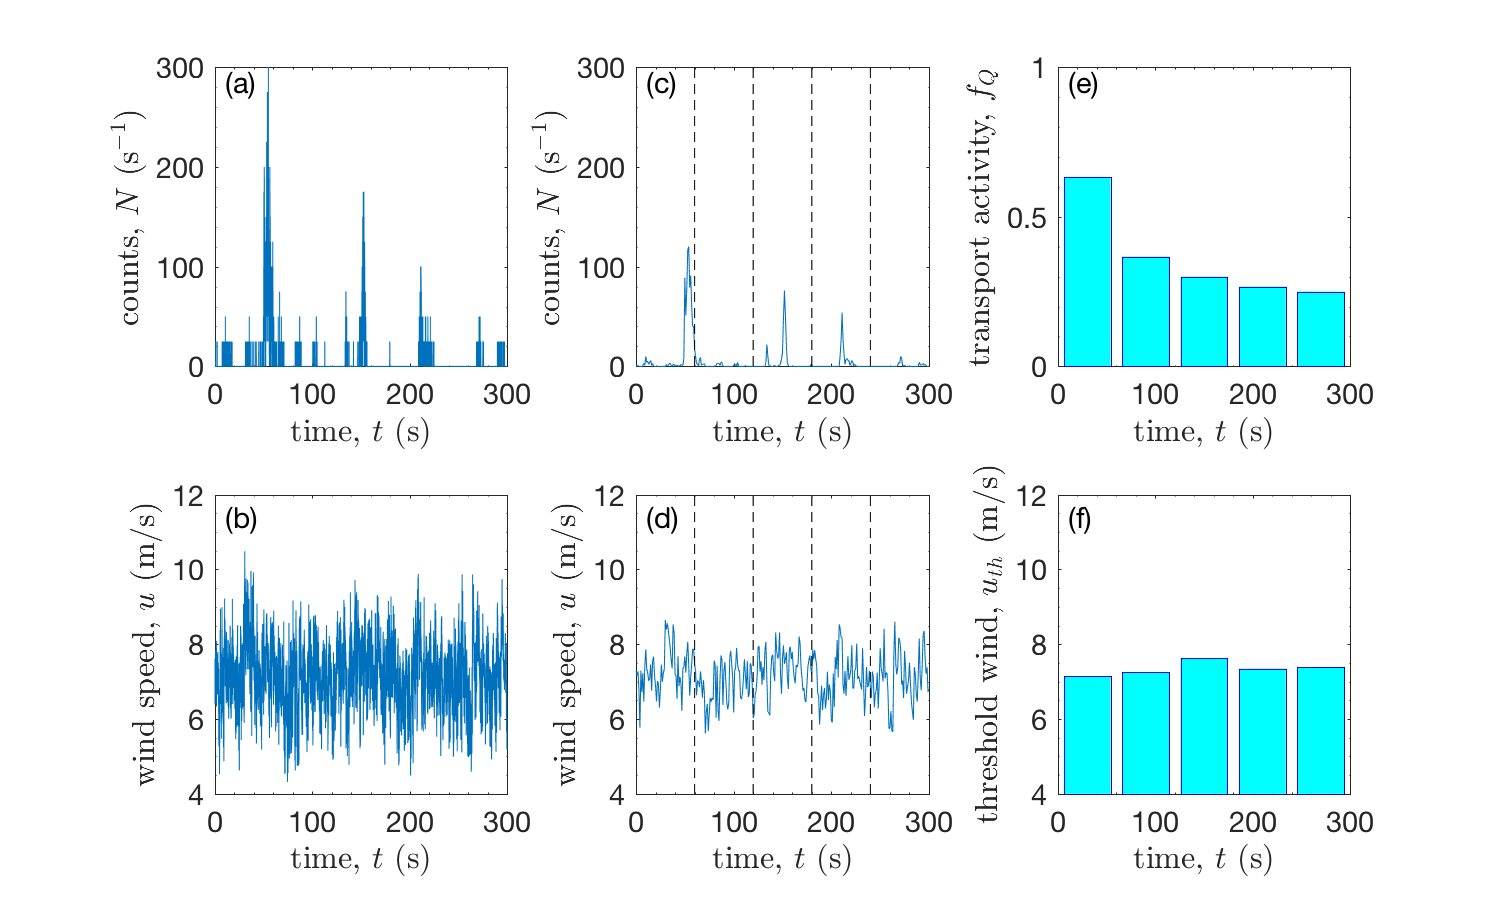 (a)
300
200
100
0
counts, N (s⁻¹)
0 100 200 300
time, t (s)
(c)
300
200
100
0
counts, N (s⁻¹)
0 100 200 300
time, t (s)
(e)
1
0.5
0
transport activity, f_Q
0 100 200 300
time, t (s)
(b)
12
10
8
6
4
wind speed, u (m/s)
0 100 200 300
time, t (s)
(d)
12
10
8
6
4
wind speed, u (m/s)
0 100 200 300
time, t (s)
(f)
12
10
8
6
4
threshold wind, u_th (m/s)
0 100 200 300
time, t (s)